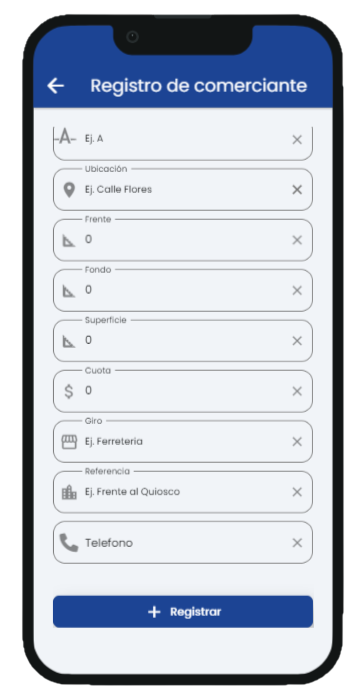 Registro de comerciante
Ej. A
Ubicación
Ej. Calle Flores
Frente
0
Fondo
0
Superficie
0
Cuota
$ 0
Giro
Ej. Ferreteria
Referencia
Ej. Frente al Quiosco
Telefono
+ Registrar